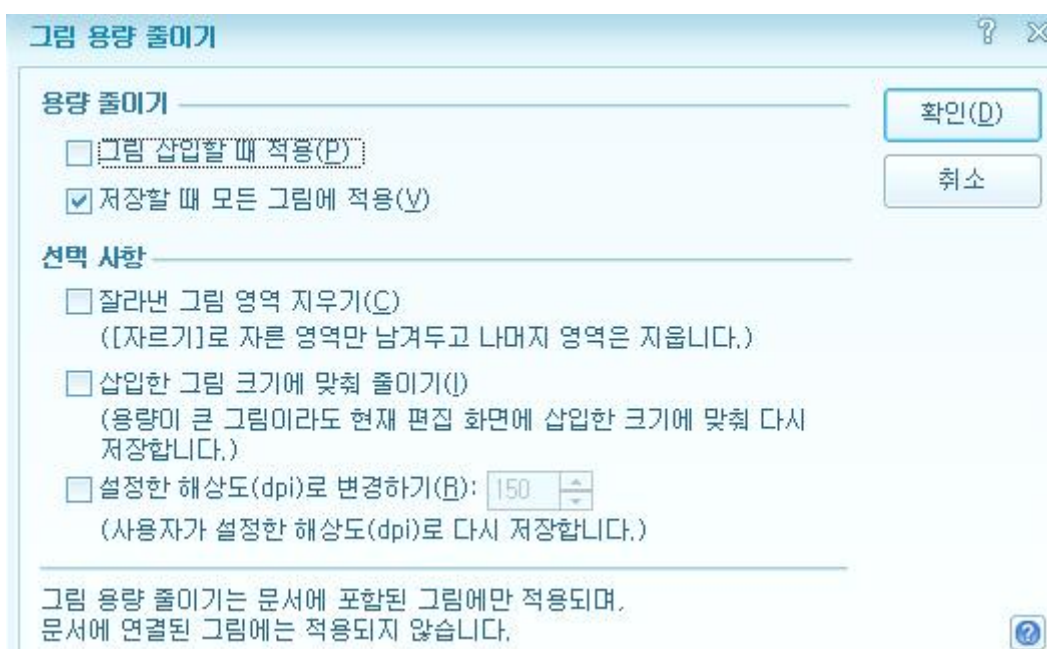 그림 용량 줄이기
용량 줄이기
확인(D)
그림 삽입할 때 적용(P)
취소
저장할 때 모든 그림에 적용(V)
선택 사항
잘라낸 그림 영역 지우기(C)
([자르기]로 자른 영역만 남겨두고 나머지 영역은 지웁니다.)
삽입한 그림 크기에 맞춰 줄이기(I)
(용량이 큰 그림이라도 현재 편집 화면에 삽입한 크기에 맞춰 다시
저장합니다.)
설정한 해상도(dpi)로 변경하기(R): 150
(사용자가 설정한 해상도(dpi)로 다시 저장합니다.)
그림 용량 줄이기는 문서에 포함된 그림에만 적용되며,
문서에 연결된 그림에는 적용되지 않습니다.